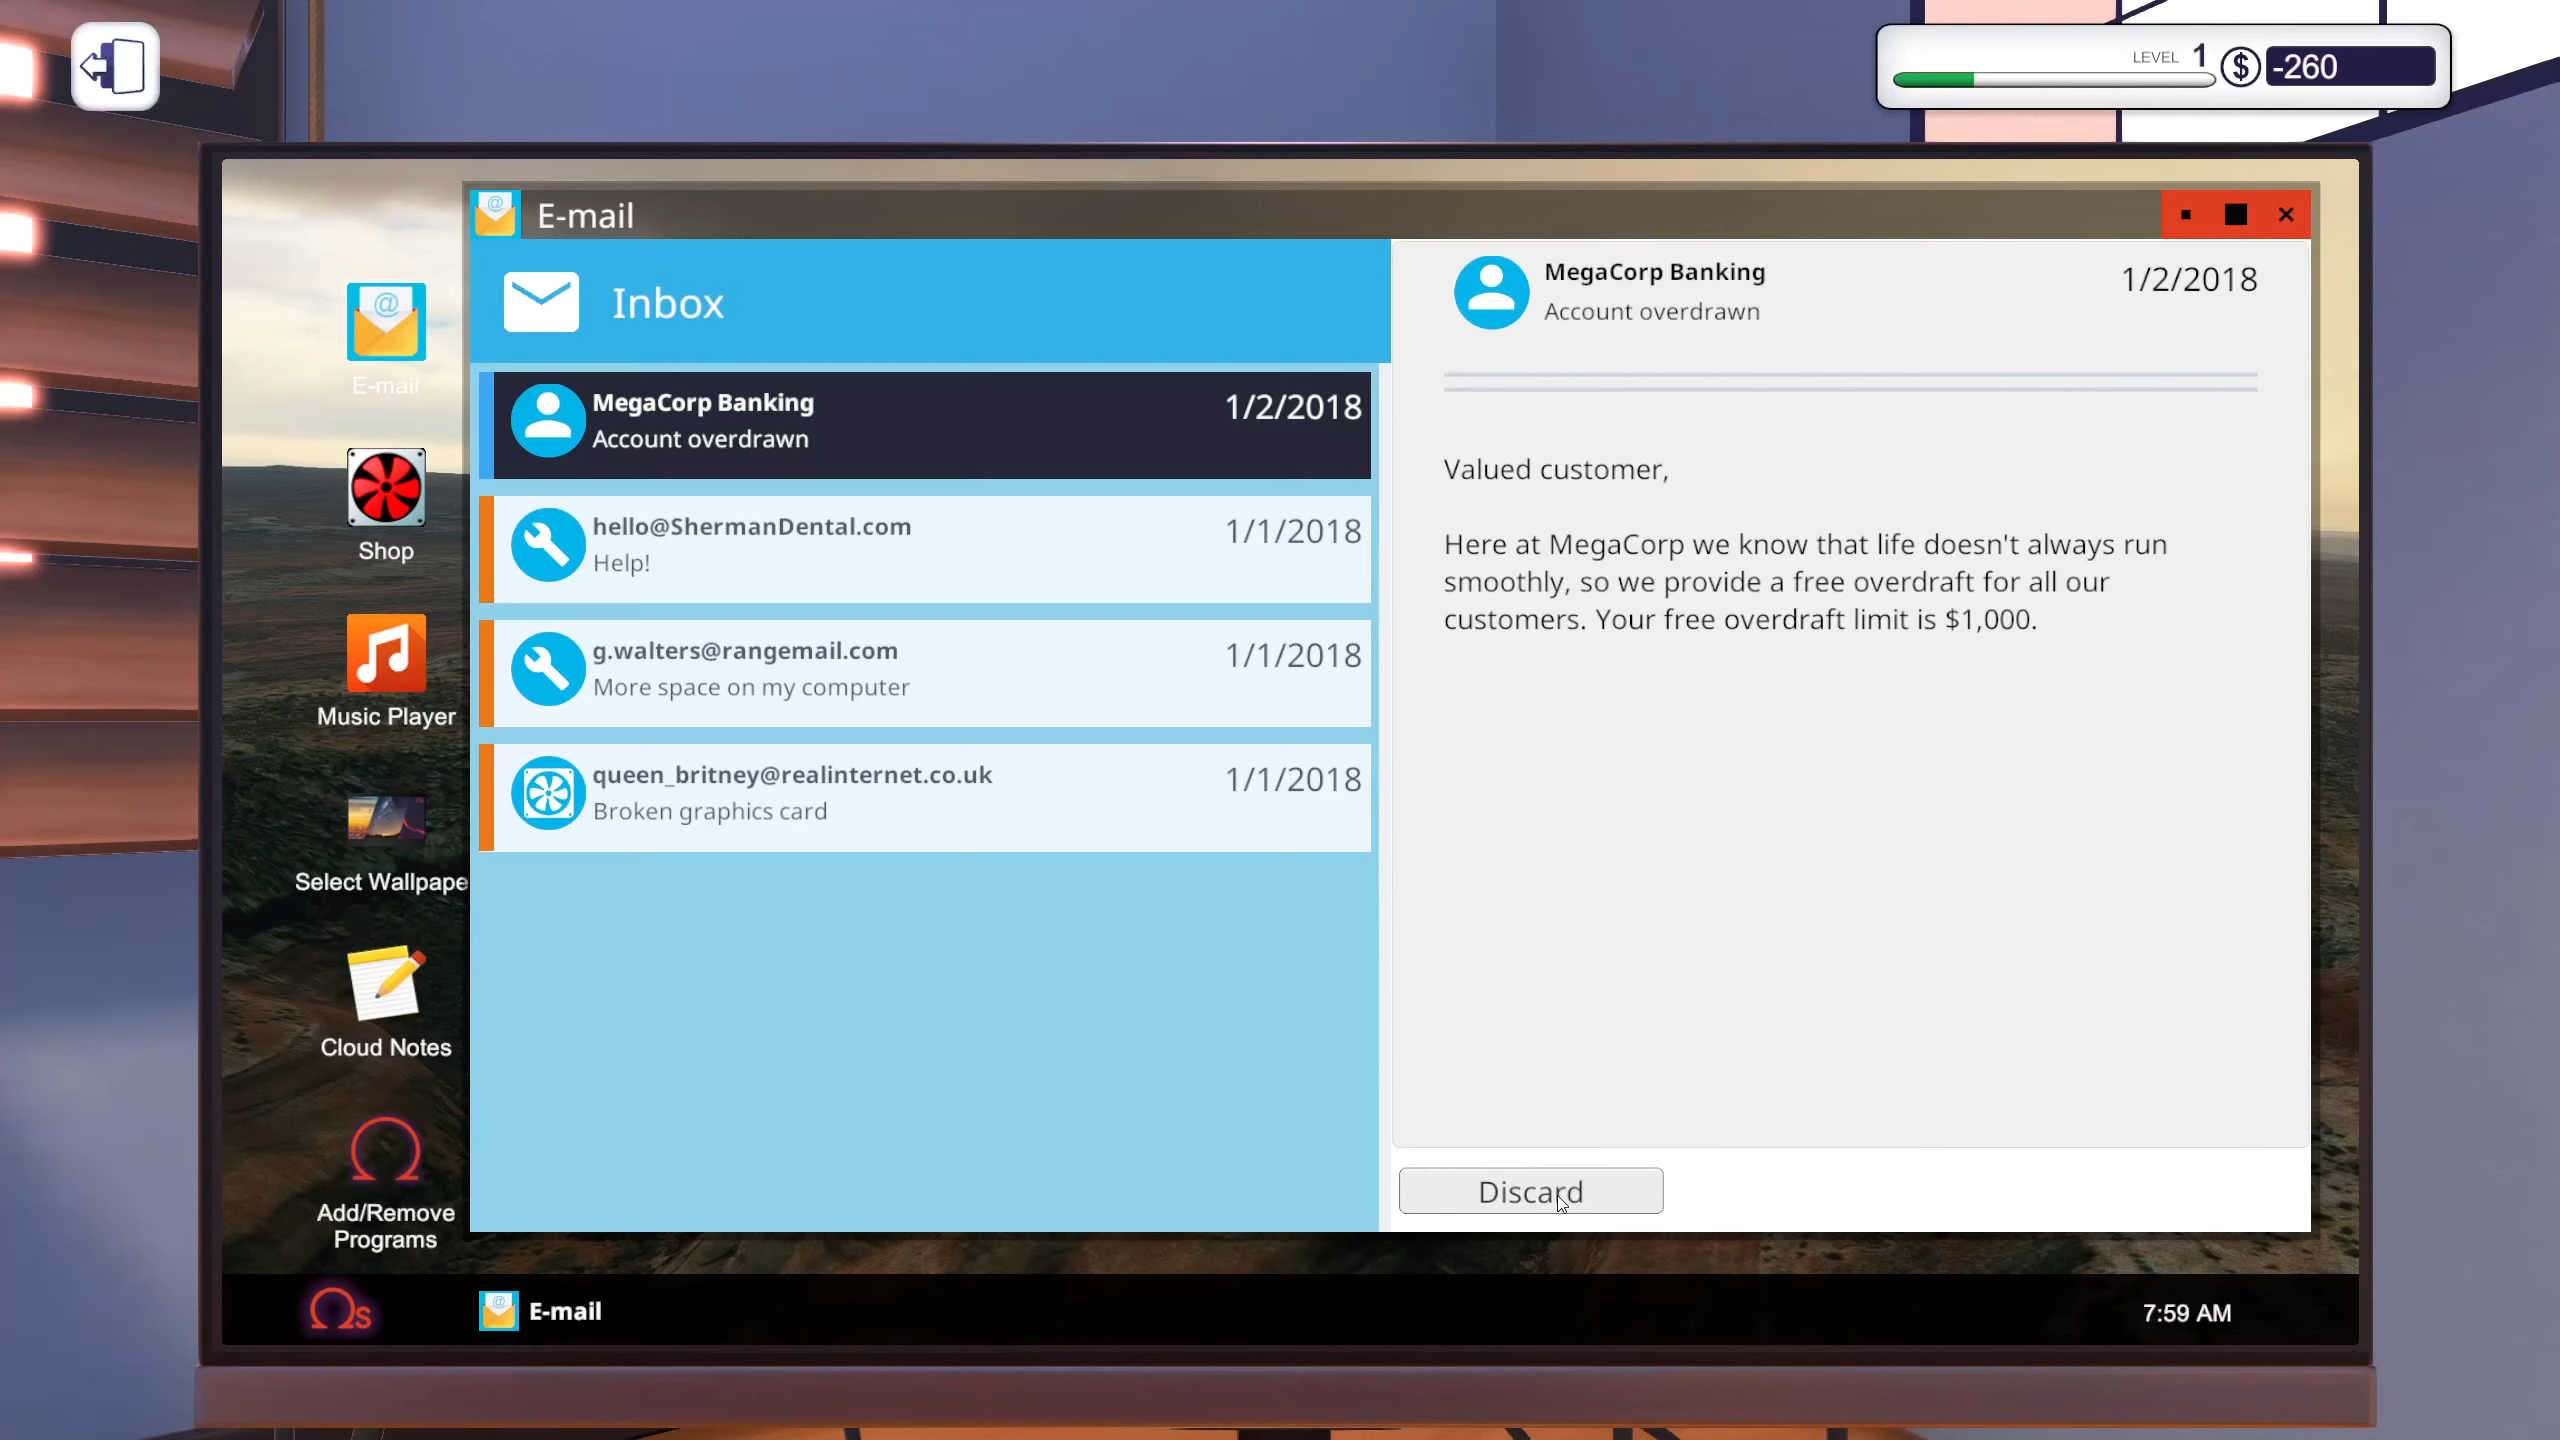 LEVEL 1
$ -260
E-mail
Inbox
MegaCorp Banking
1/2/2018
Account overdrawn
hello@ShermanDental.com
1/1/2018
Help!
g.walters@rangemail.com
1/1/2018
More space on my computer
queen_britney@realinternet.co.uk
1/1/2018
Broken graphics card
MegaCorp Banking
1/2/2018
Account overdrawn
Valued customer,
Here at MegaCorp we know that life doesn't always run
smoothly, so we provide a free overdraft for all our
customers. Your free overdraft limit is $1,000.
Discard
E-mail
Shop
Music Player
Select Wallpape
Cloud Notes
Add/Remove
Programs
Ωs
E-mail
7:59 AM